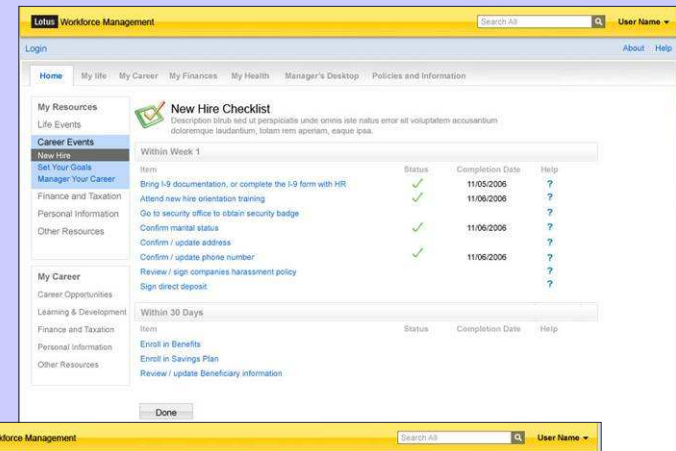 Lotus Workforce Management Search All User Name
Login About Help
Home My life My Career My Finances My Health Manager's Desktop Policies and Information
My Resources
Life Events
Career Events
New Hire
Set Your Goals
Manager Your Career
Finance and Taxation
Personal Information
Other Resources
My Career
Career Opportunities
Learning & Development
Finance and Taxation
Personal Information
Other Resources
New Hire Checklist
Description blrub sed ut perspiciatis unde omnis iste natus error sit voluptatem accusantium
doloremque laudantium, totam rem aperiam, eaque ipsa.
Within Week 1
Item Status Completion Date Help
Bring I-9 documentation, or complete the I-9 form with HR ✓ 11/05/2006 ?
Attend new hire orientation training ✓ 11/06/2006 ?
Go to security office to obtain security badge ?
Confirm marital status ✓ 11/06/2006 ?
Confirm / update address ?
Confirm / update phone number ✓ 11/06/2006 ?
Review / sign companies harassment policy ?
Sign direct deposit ?
Within 30 Days
Item Status Completion Date Help
Enroll in Benefits
Enroll in Savings Plan
Review / update Beneficiary information
Done
kforce Management Search All User Name